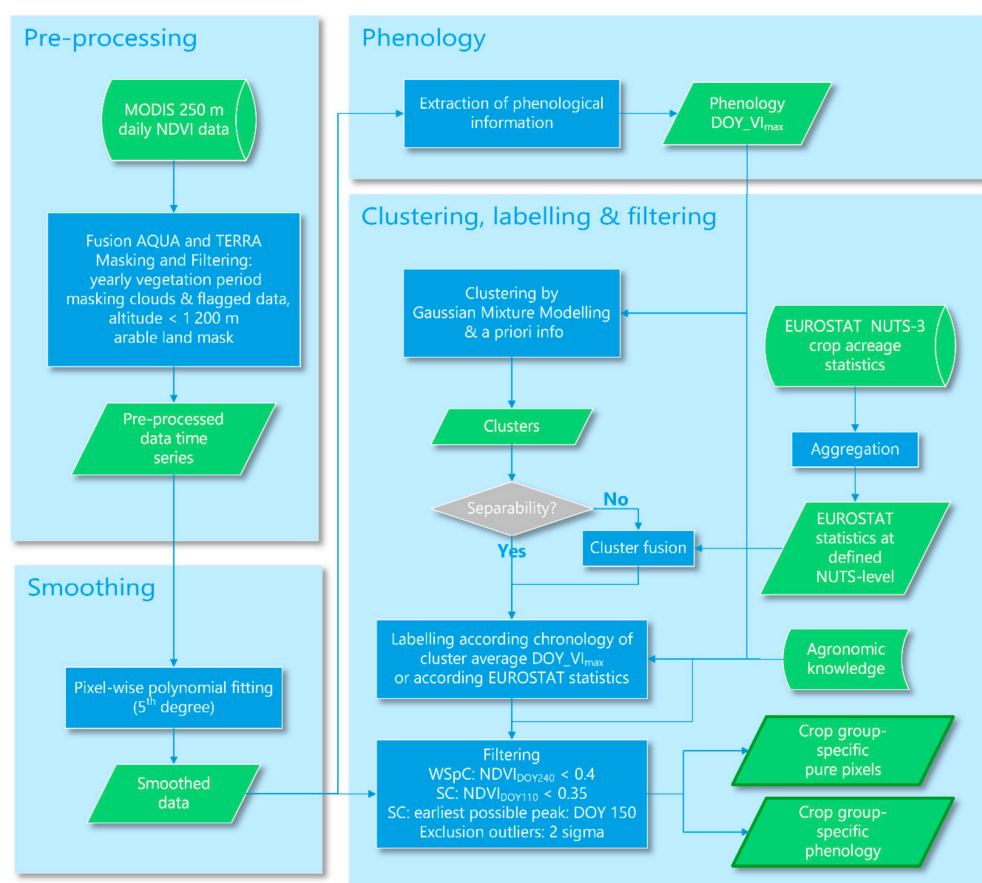 Pre-processing
MODIS 250 m
daily NDVI data
Fusion AQUA and TERRA
Masking and Filtering:
yearly vegetation period
masking clouds & flagged data,
altitude < 1 200 m
arable land mask
Pre-processed
data time
series
Smoothing
Pixel-wise polynomial fitting
(5th degree)
Smoothed
data
Phenology
Extraction of phenological
information
Phenology
DOY_VImax
Clustering, labelling & filtering
Clustering by
Gaussian Mixture Modelling
& a priori info
Clusters
Separability?
No
Yes
Cluster fusion
EUROSTAT NUTS-3
crop acreage
statistics
Aggregation
EUROSTAT
statistics at
defined
NUTS-level
Labelling according chronology of
cluster average DOY_VImax
or according EUROSTAT statistics
Agronomic
knowledge
Filtering
WSpC: NDVIDOY240 < 0.4
SC: NDVIDOY110 < 0.35
SC: earliest possible peak: DOY 150
Exclusion outliers: 2 sigma
Crop group-
specific
pure pixels
Crop group-
specific
phenology